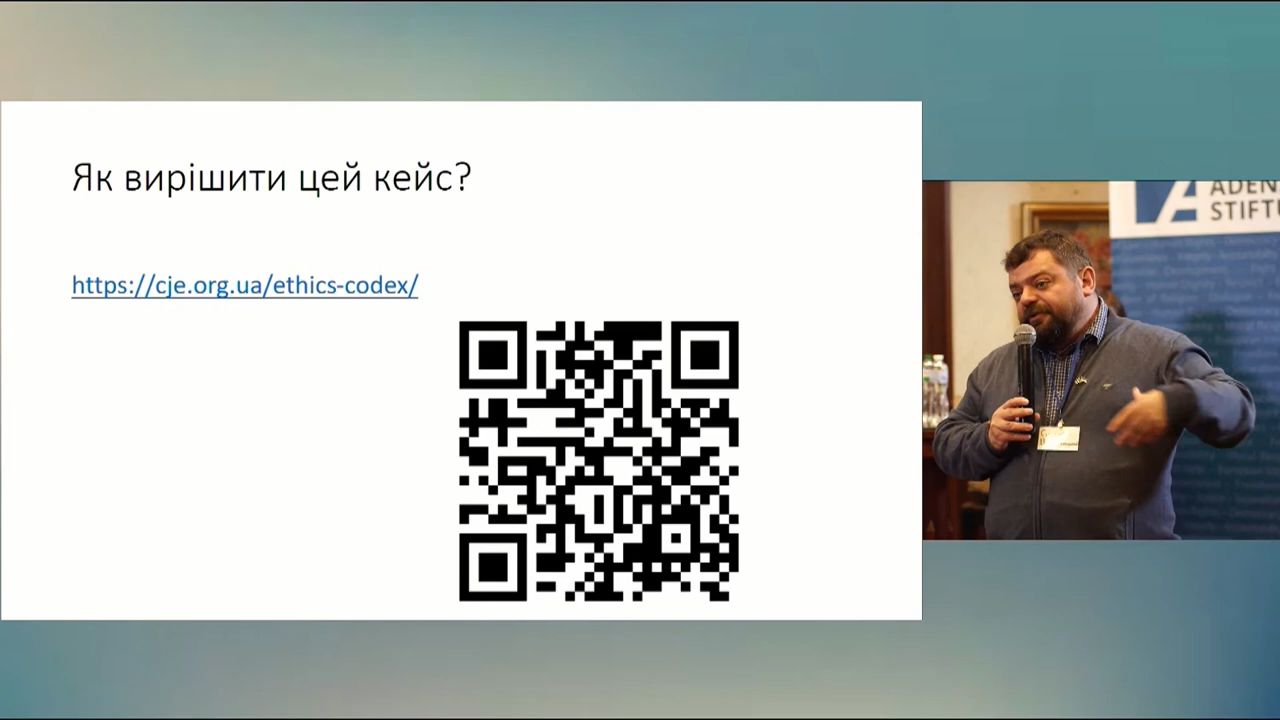 Як вирішити цей кейс?
https://cje.org.ua/ethics-codex/
ADEN
STIFTU